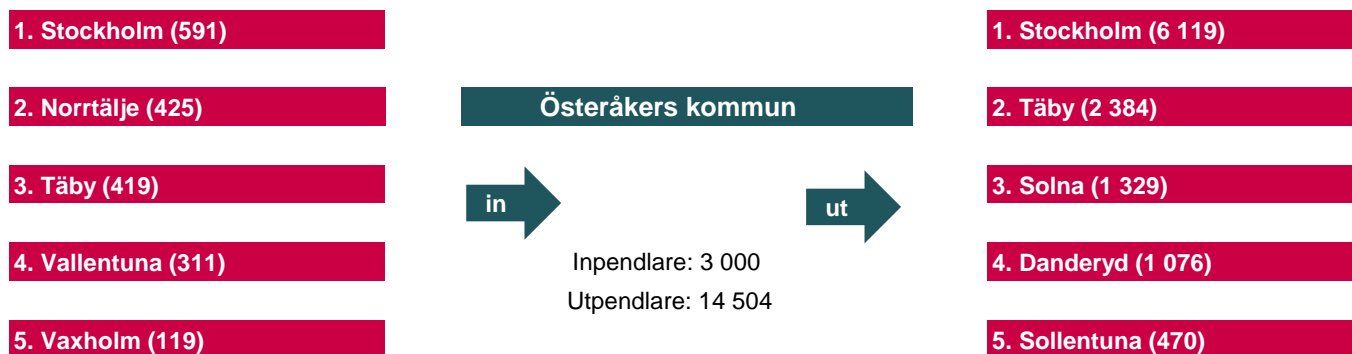 1. Stockholm (591)
2. Norrtälje (425)
3. Täby (419)
4. Vallentuna (311)
5. Vaxholm (119)
Österåkers kommun
in
ut
Inpendlare: 3 000
Utpendlare: 14 504
1. Stockholm (6 119)
2. Täby (2 384)
3. Solna (1 329)
4. Danderyd (1 076)
5. Sollentuna (470)